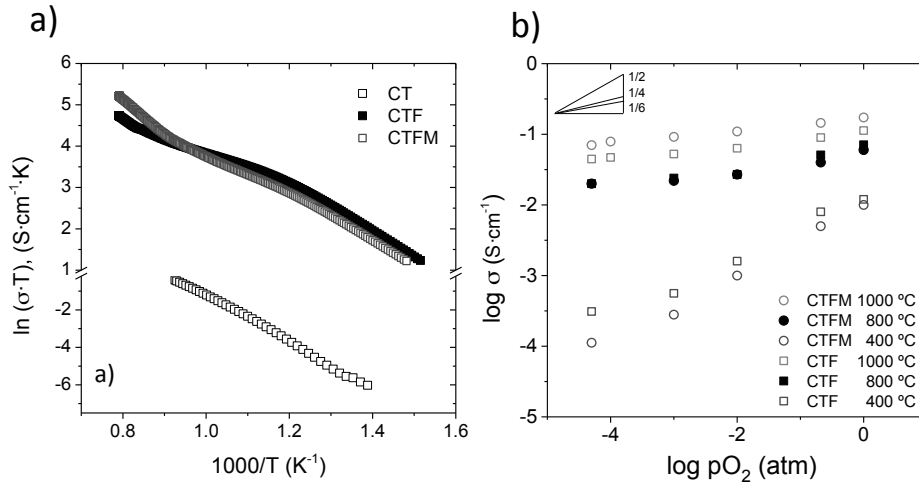 a)
6
5
4
3
2
1
-2
-4
-6
ln (σ·T), (S·cm⁻¹·K)
CT
CTF
CTFM
a)
0.8 1.0 1.2 1.4 1.6
1000/T (K⁻¹)
b)
0
-1
-2
-3
-4
-5
log σ (S·cm⁻¹)
1/2
1/4
1/6
CTFM 1000 ºC
CTFM 800 ºC
CTFM 400 ºC
CTF 1000 ºC
CTF 800 ºC
CTF 400 ºC
-4 -2 0
log pO₂ (atm)